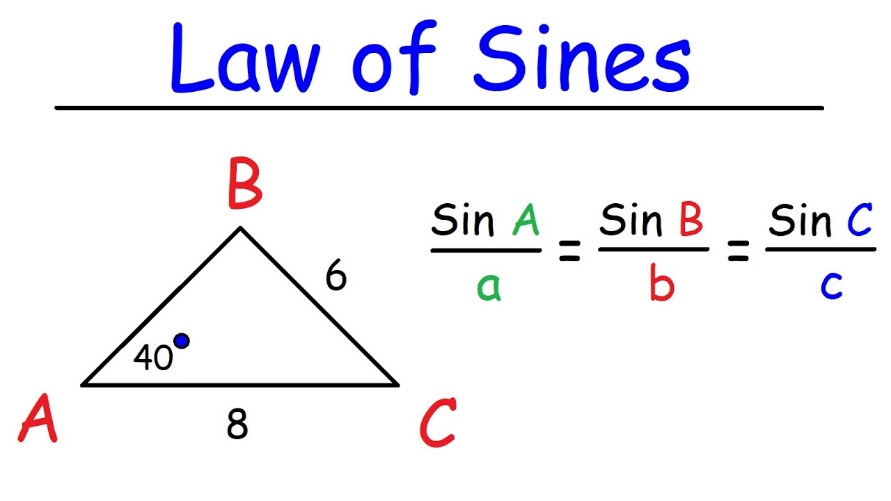 Law of Sines
B
Sin A = Sin B = Sin C
a b c
6
40°
8
A
C